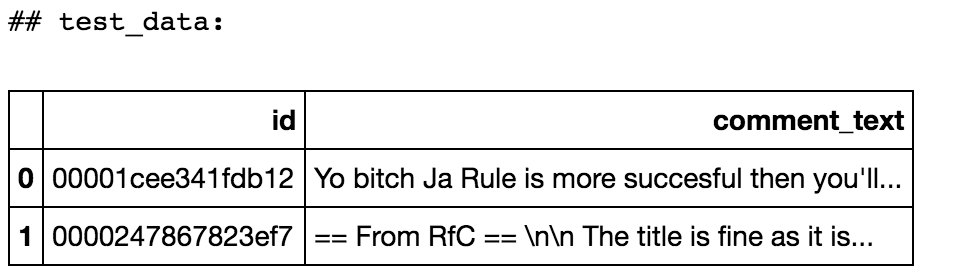 ## test_data:
id comment_text
0 00001cee341fdb12 Yo bitch Ja Rule is more succesful then you'll...
1 0000247867823ef7 == From RfC == \n\n The title is fine as it is...